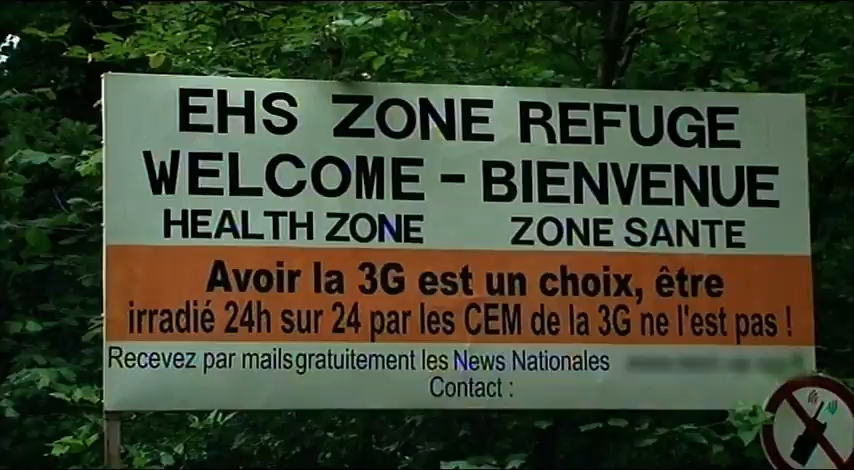 EHS ZONE REFUGE
WELCOME - BIENVENUE
HEALTH ZONE ZONE SANTE
Avoir la 3G est un choix, être
irradié 24h sur 24 par les CEM de la 3G ne l'est pas !
Recevez par mails gratuitement les News Nationales
Contact :